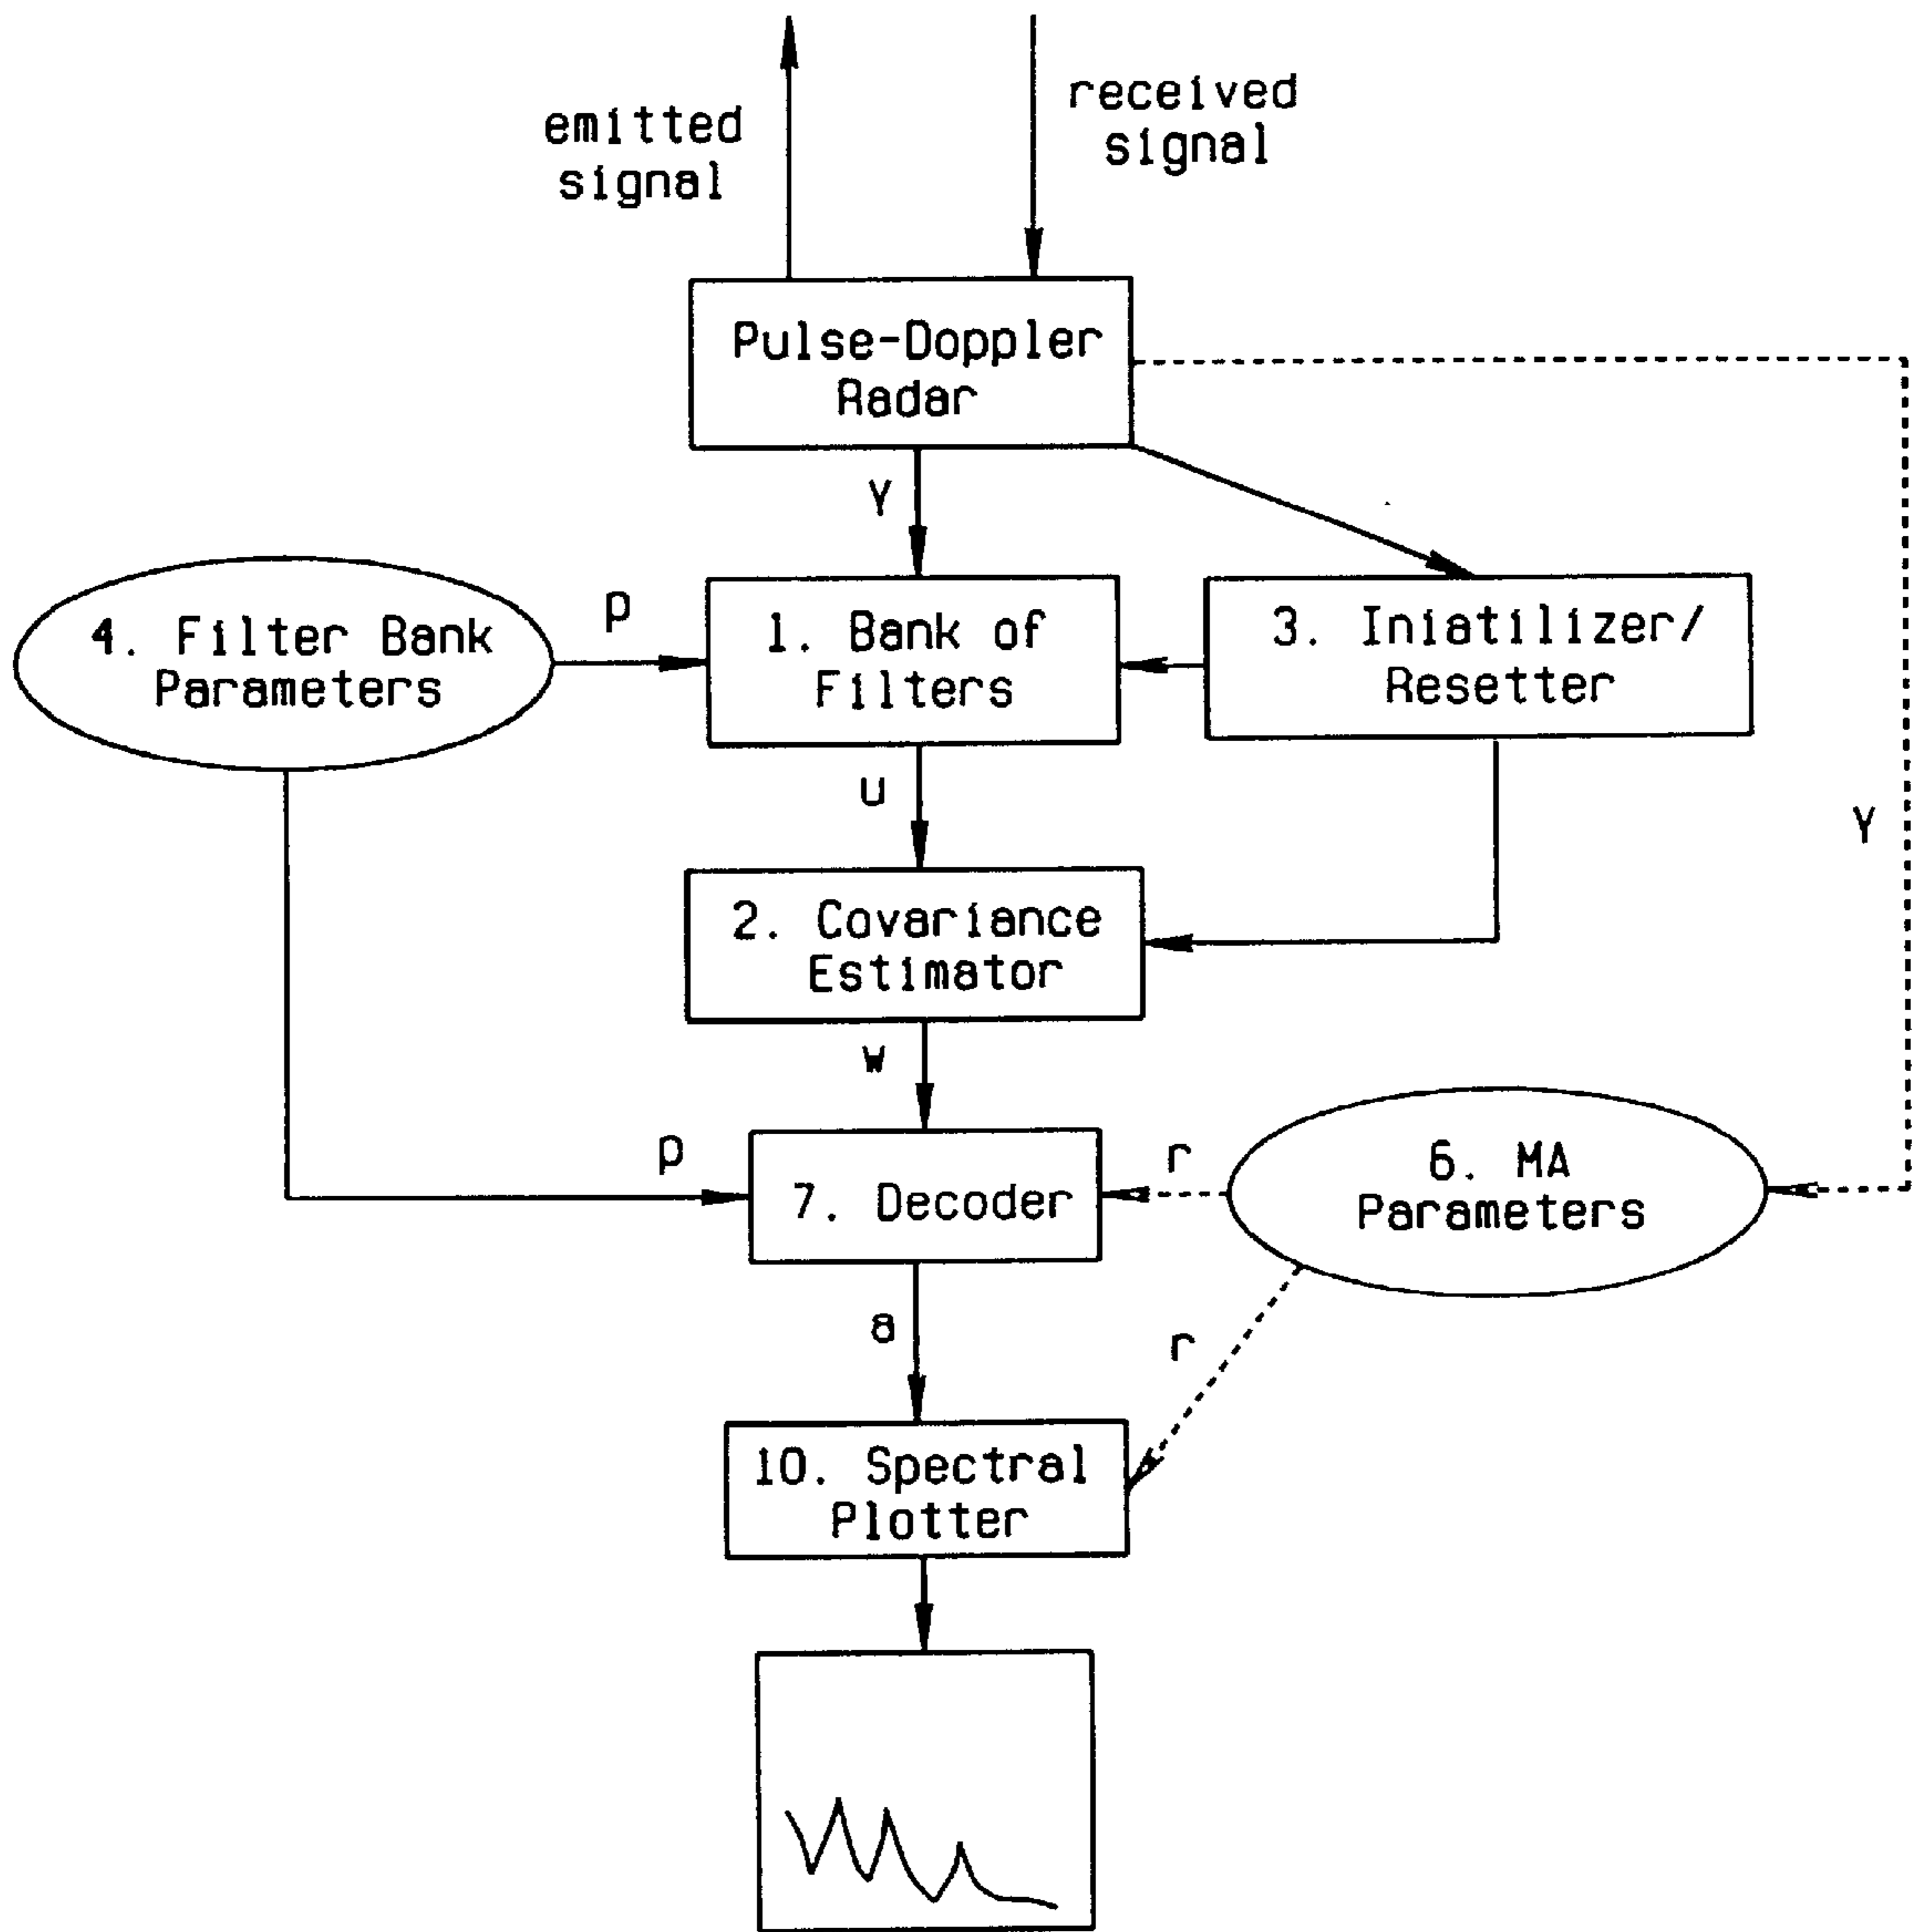 emitted
signal
received
signal
Pulse-Doppler
Radar
Y
4. Filter Bank
Parameters
p
1. Bank of
Filters
3. Iniatilizer/
Resetter
u
Y
2. Covariance
Estimator
w
p
7. Decoder
r
6. MA
Parameters
a
r
10. Spectral
Plotter